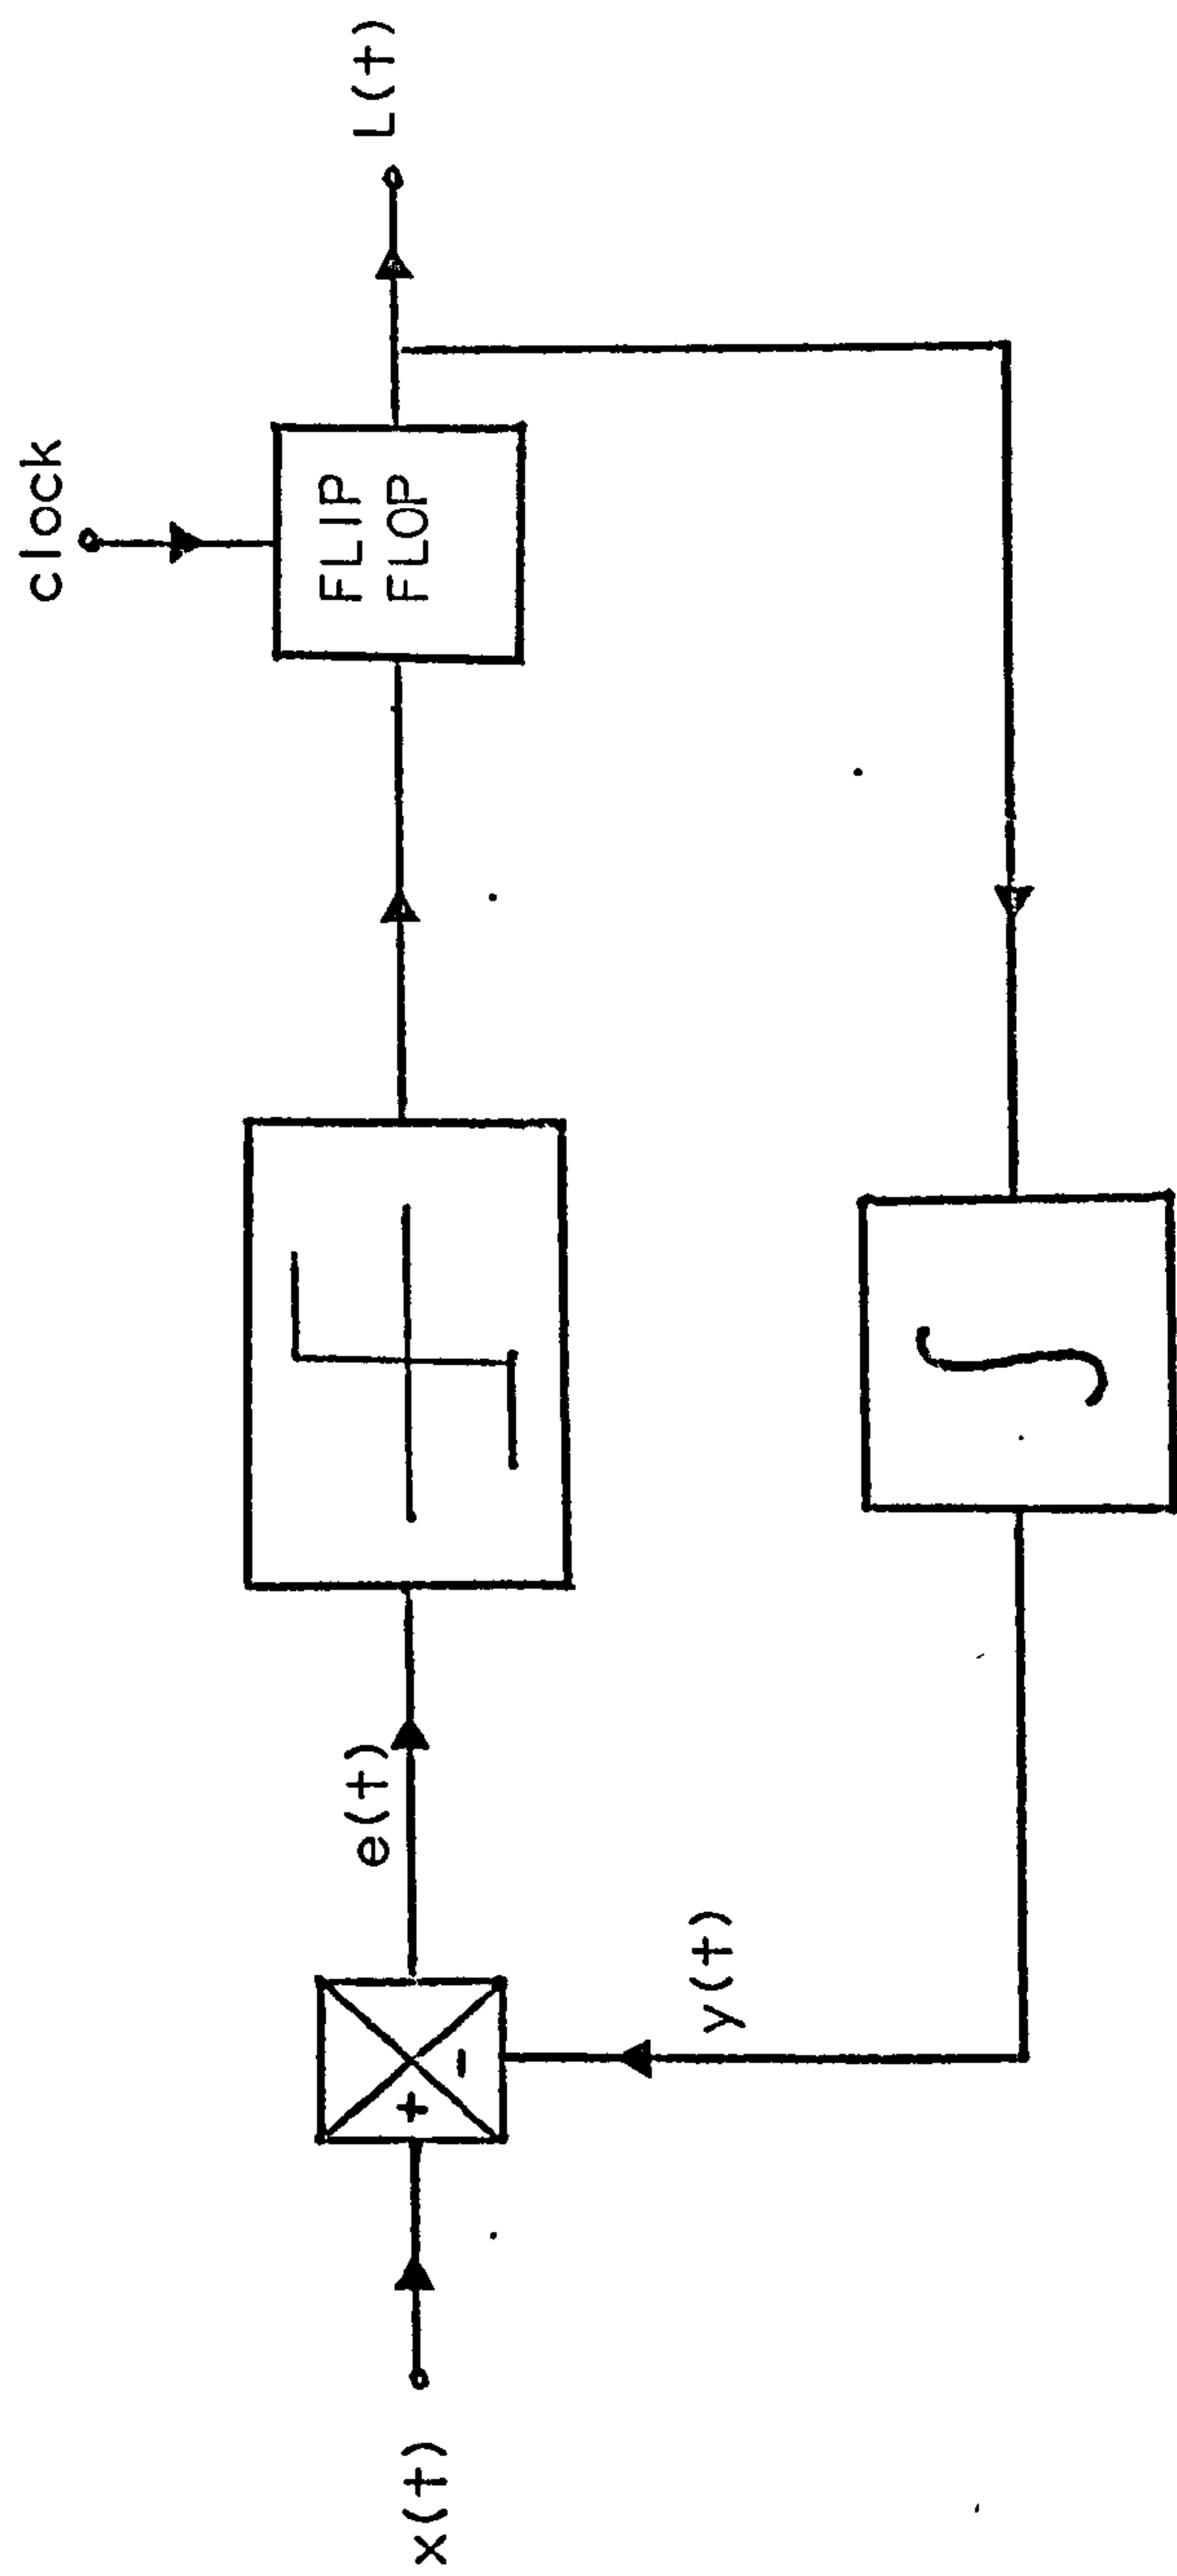 clock
x(t)
+
-
e(t)
FLIP
FLOP
L(t)
y(t)
∫